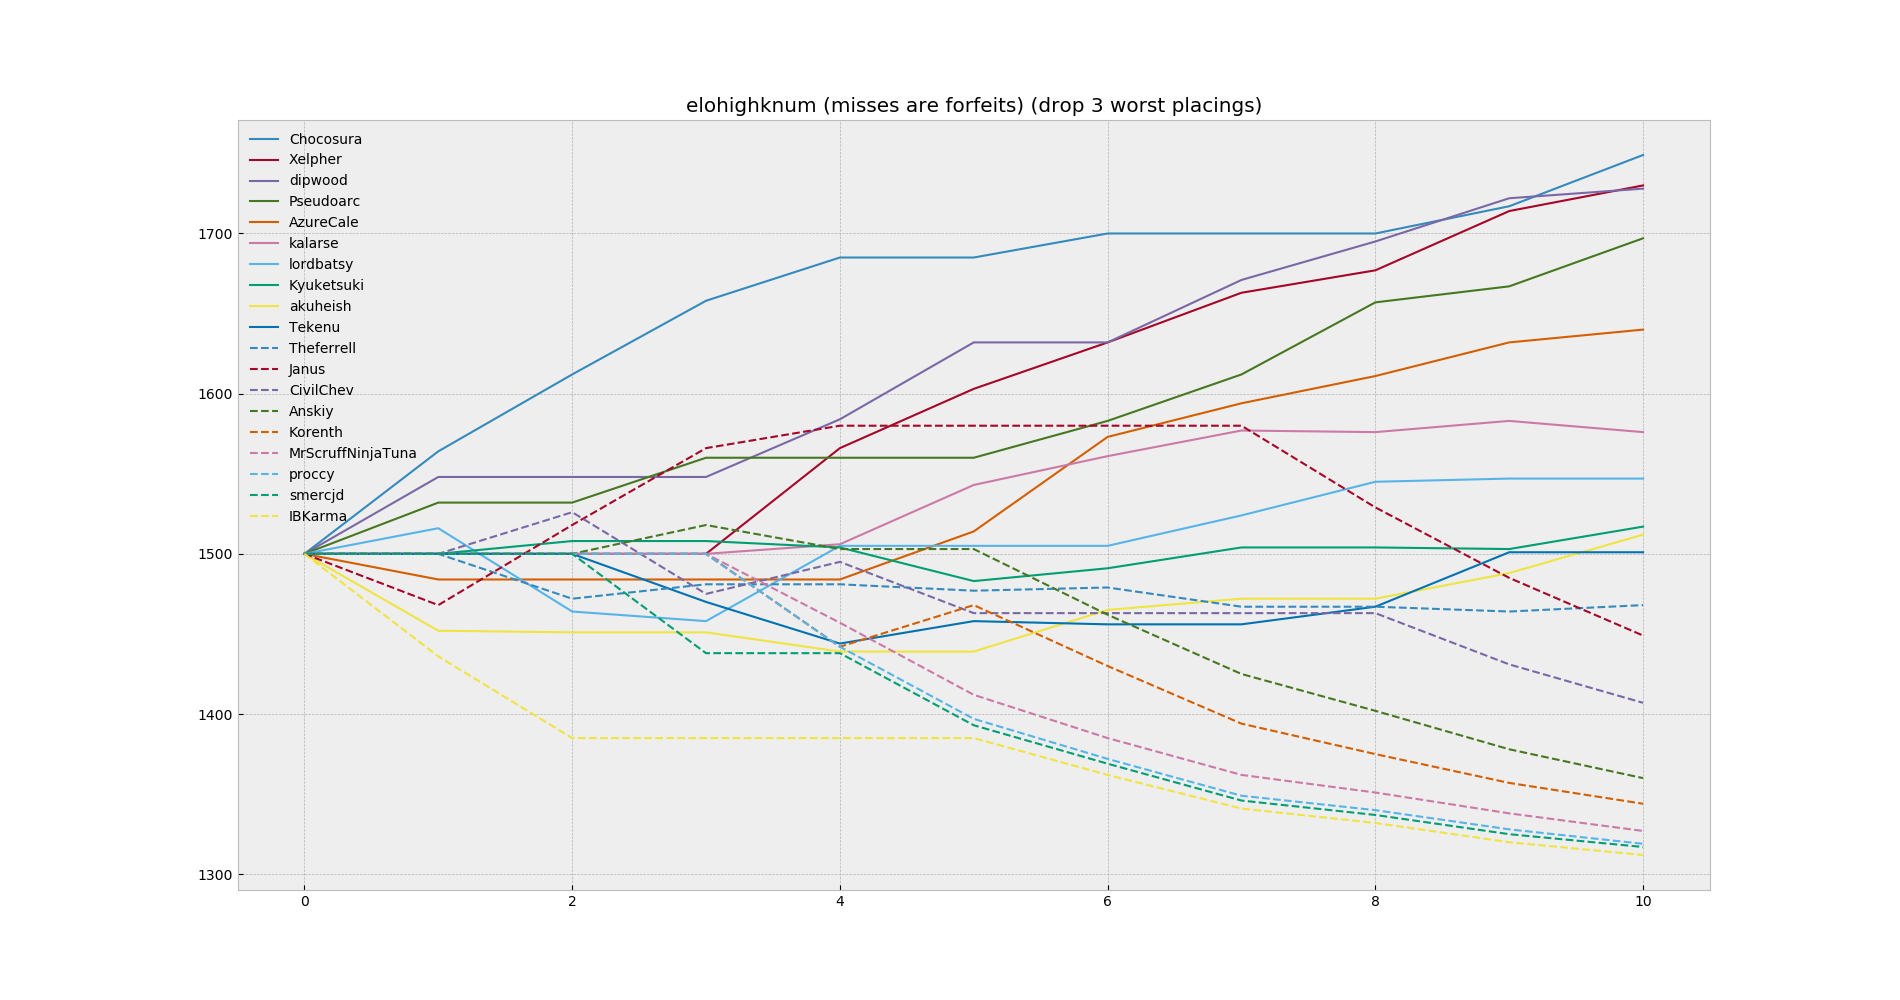 elohighknum (misses are forfeits) (drop 3 worst placings)
Chocosura
Xelpher
dipwood
Pseudoarc
AzureCale
kalarse
lordbatsy
Kyuketsuki
akuheish
Tekenu
Theferrell
Janus
CivilChev
Anskiy
Korenth
MrScruffNinjaTuna
proccy
smercjd
IBKarma
1700
1600
1500
1400
1300
0 2 4 6 8 10